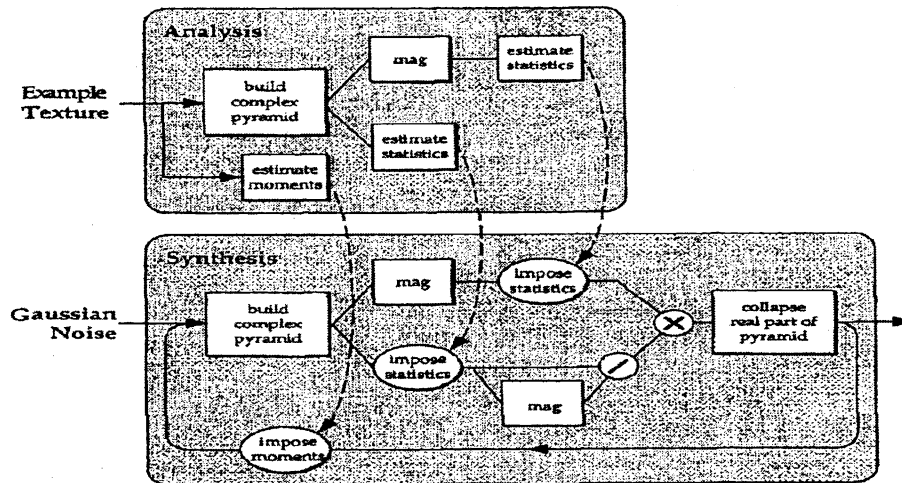 Analysis
mag
estimate
statistics
Example
Texture
build
complex
pyramid
estimate
statistics
estimate
moments
Synthesis
mag
impose
statistics
Gaussian
Noise
build
complex
pyramid
collapse
real part of
pyramid
impose
statistics
mag
impose
moments